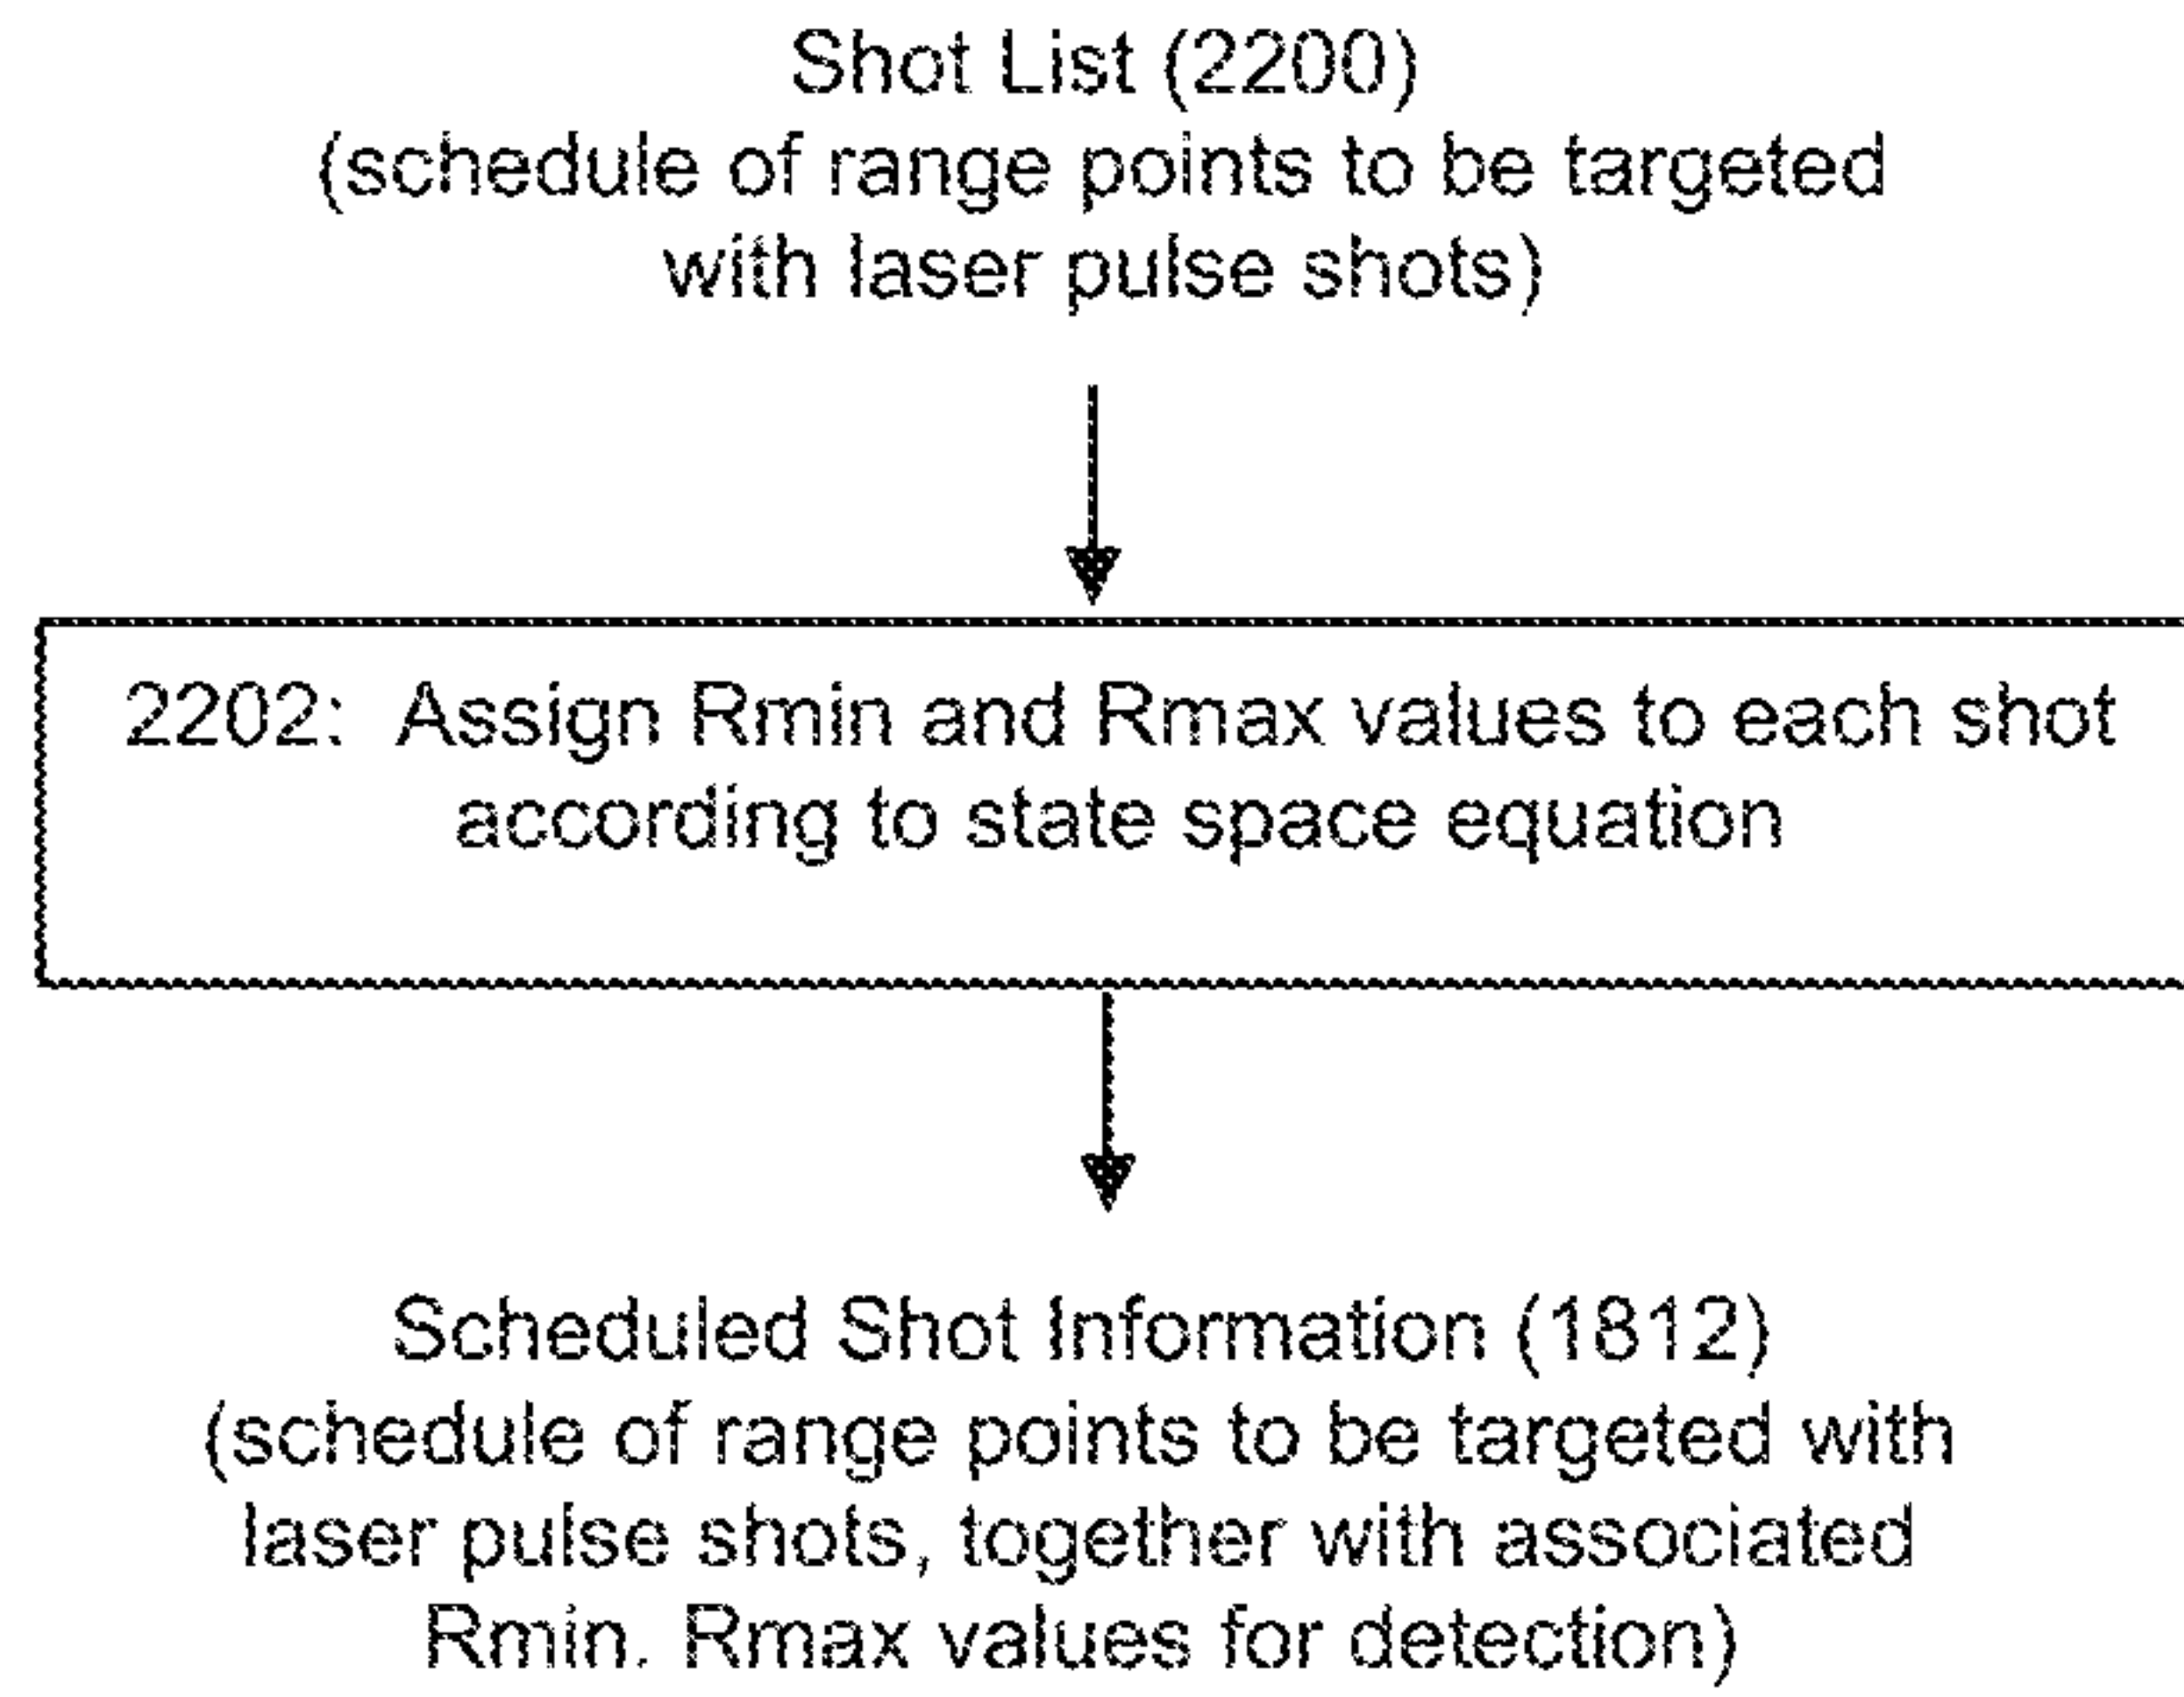 Shot List (2200)
(schedule of range points to be targeted
with laser pulse shots)
2202: Assign Rmin and Rmax values to each shot
according to state space equation
Scheduled Shot Information (1812)
(schedule of range points to be targeted with
laser pulse shots, together with associated
Rmin. Rmax values for detection)